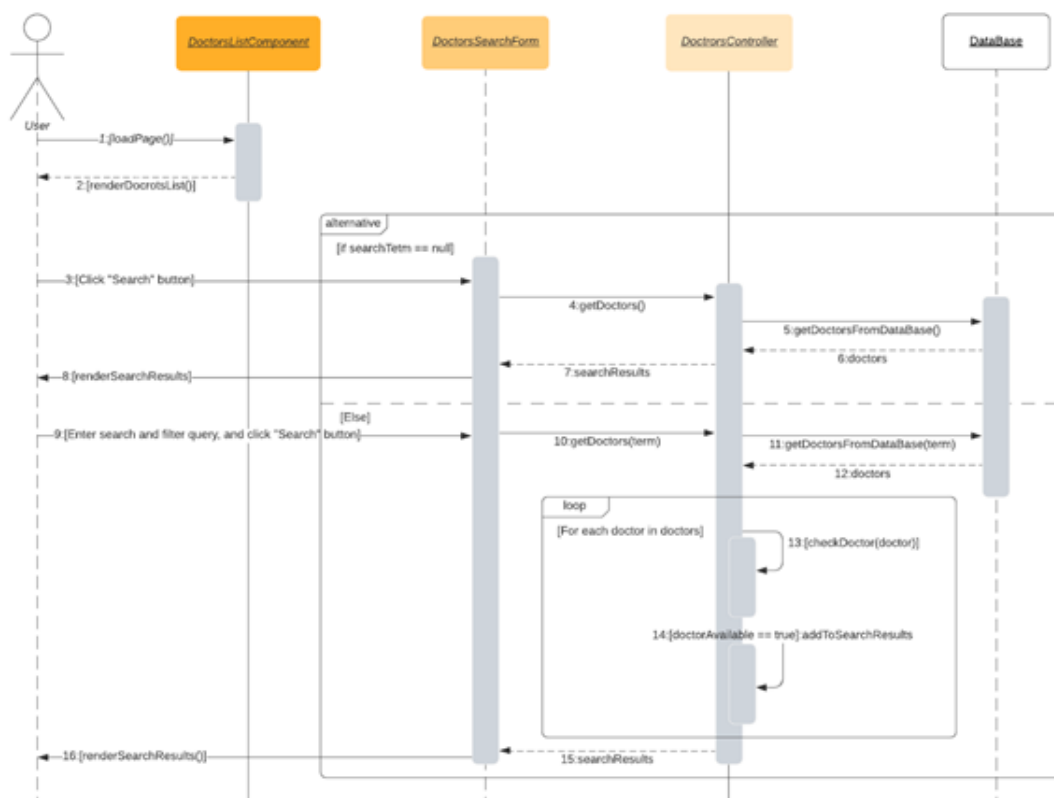 DoctorsListComponent
DoctorsSearchForm
DoctrorsController
DataBase
User
1:[loadPage()]
2:[renderDocrotsList()]
alternative
[if searchTetm == null]
3:[Click "Search" button]
4:getDoctors()
5:getDoctorsFromDataBase()
6:doctors
7:searchResults
8:[renderSearchResults]
[Else]
9:[Enter search and filter query, and click "Search" button]
10:getDoctors(term)
11:getDoctorsFromDataBase(term)
12:doctors
loop
[For each doctor in doctors]
13:[checkDoctor(doctor)]
14:[doctorAvailable == true]:addToSearchResults
15:searchResults
16:[renderSearchResults()]